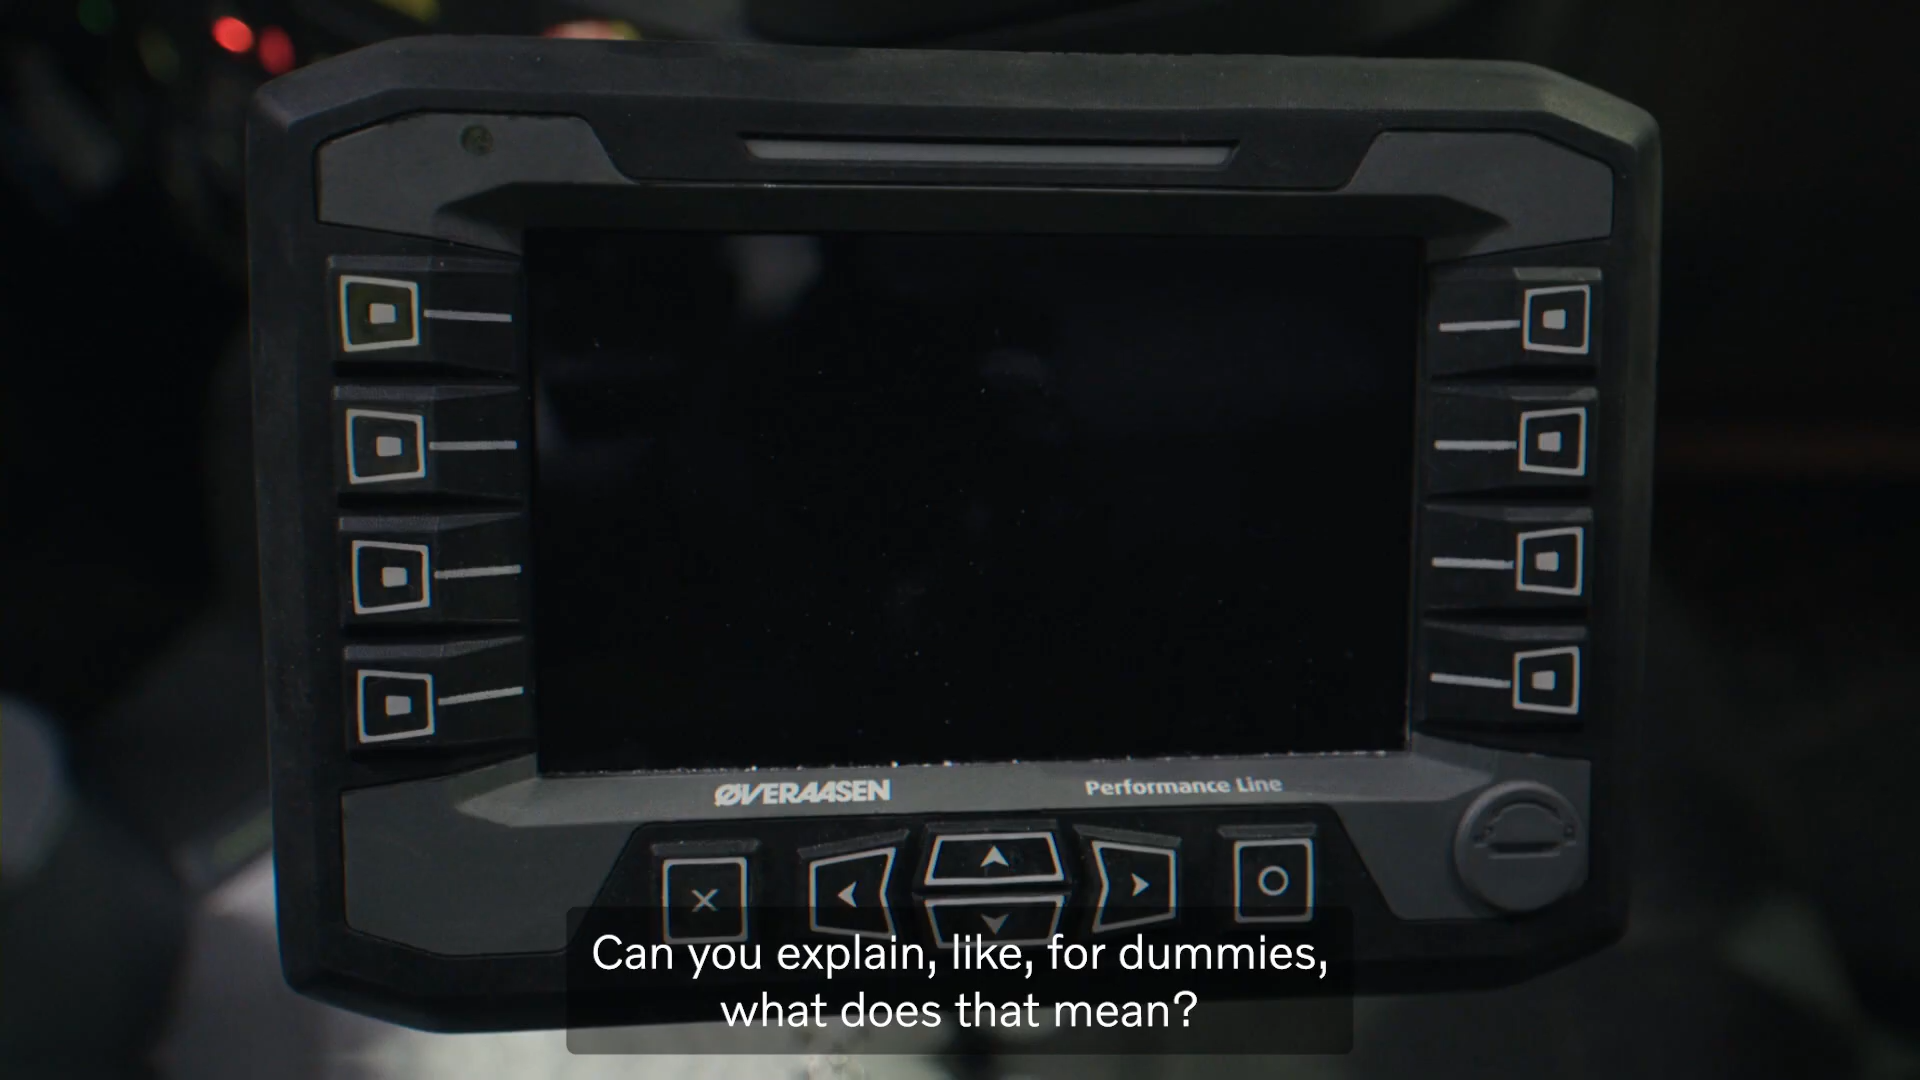 ØVERAASEN
Performance Line
Can you explain, like, for dummies,
what does that mean?